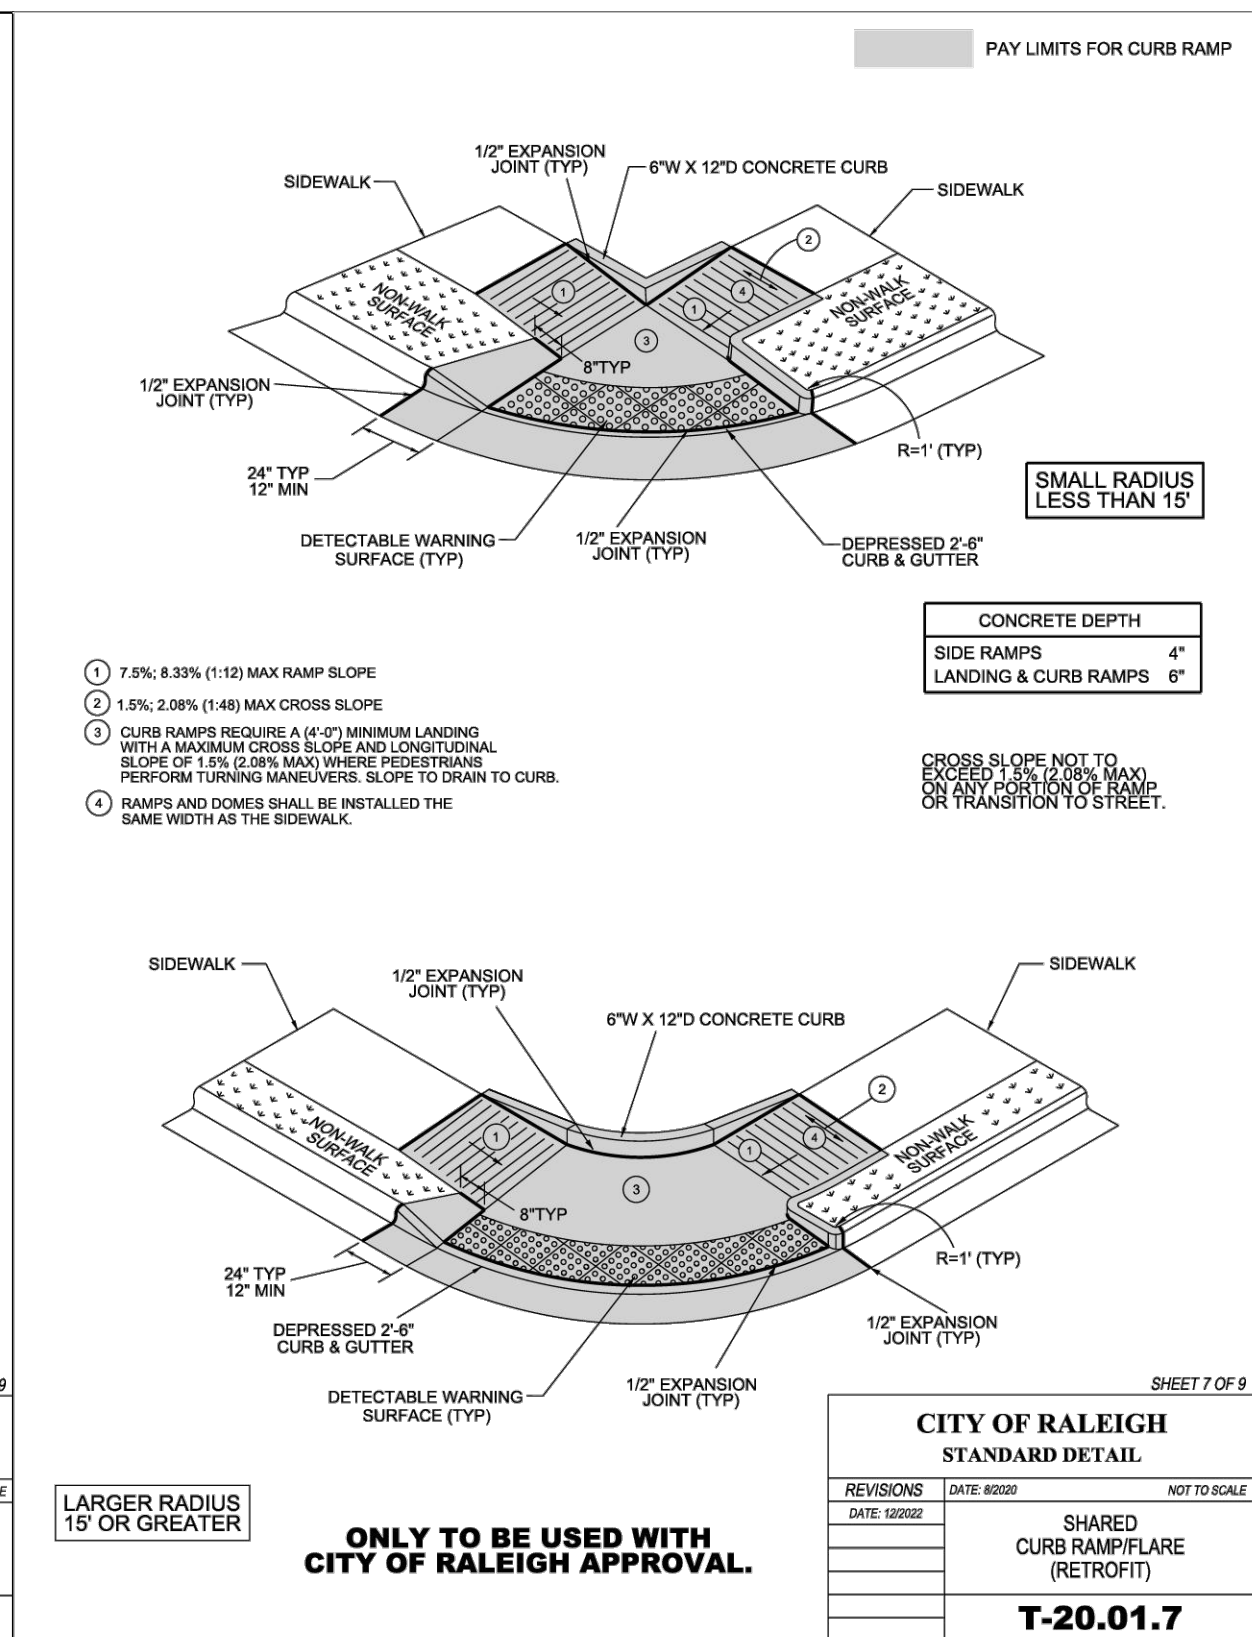 PAY LIMITS FOR CURB RAMP
1/2" EXPANSION
JOINT (TYP)
6"W X 12"D CONCRETE CURB
SIDEWALK
SIDEWALK
2
NON-WALK
SURFACE
1
4
1
NON-WALK
SURFACE
3
8"TYP
1/2" EXPANSION
JOINT (TYP)
R=1' (TYP)
24" TYP
12" MIN
SMALL RADIUS
LESS THAN 15'
DETECTABLE WARNING
SURFACE (TYP)
1/2" EXPANSION
JOINT (TYP)
DEPRESSED 2'-6"
CURB & GUTTER
CONCRETE DEPTH
SIDE RAMPS 4"
LANDING & CURB RAMPS 6"
1 7.5%; 8.33% (1:12) MAX RAMP SLOPE
2 1.5%; 2.08% (1:48) MAX CROSS SLOPE
3 CURB RAMPS REQUIRE A (4'-0") MINIMUM LANDING
WITH A MAXIMUM CROSS SLOPE AND LONGITUDINAL
SLOPE OF 1.5% (2.08% MAX) WHERE PEDESTRIANS
PERFORM TURNING MANEUVERS. SLOPE TO DRAIN TO CURB.
4 RAMPS AND DOMES SHALL BE INSTALLED THE
SAME WIDTH AS THE SIDEWALK.
CROSS SLOPE NOT TO
EXCEED 1.5% (2.08% MAX)
ON ANY PORTION OF RAMP
OR TRANSITION TO STREET.
SIDEWALK
1/2" EXPANSION
JOINT (TYP)
6"W X 12"D CONCRETE CURB
SIDEWALK
2
NON-WALK
SURFACE
1
1
4
NON-WALK
SURFACE
3
8"TYP
R=1' (TYP)
24" TYP
12" MIN
DEPRESSED 2'-6"
CURB & GUTTER
1/2" EXPANSION
JOINT (TYP)
DETECTABLE WARNING
SURFACE (TYP)
1/2" EXPANSION
JOINT (TYP)
9
SHEET 7 OF 9
CITY OF RALEIGH
STANDARD DETAIL
E
REVISIONS
DATE: 8/2020
NOT TO SCALE
DATE: 12/2022
SHARED
CURB RAMP/FLARE
(RETROFIT)
T-20.01.7
LARGER RADIUS
15' OR GREATER
ONLY TO BE USED WITH
CITY OF RALEIGH APPROVAL.